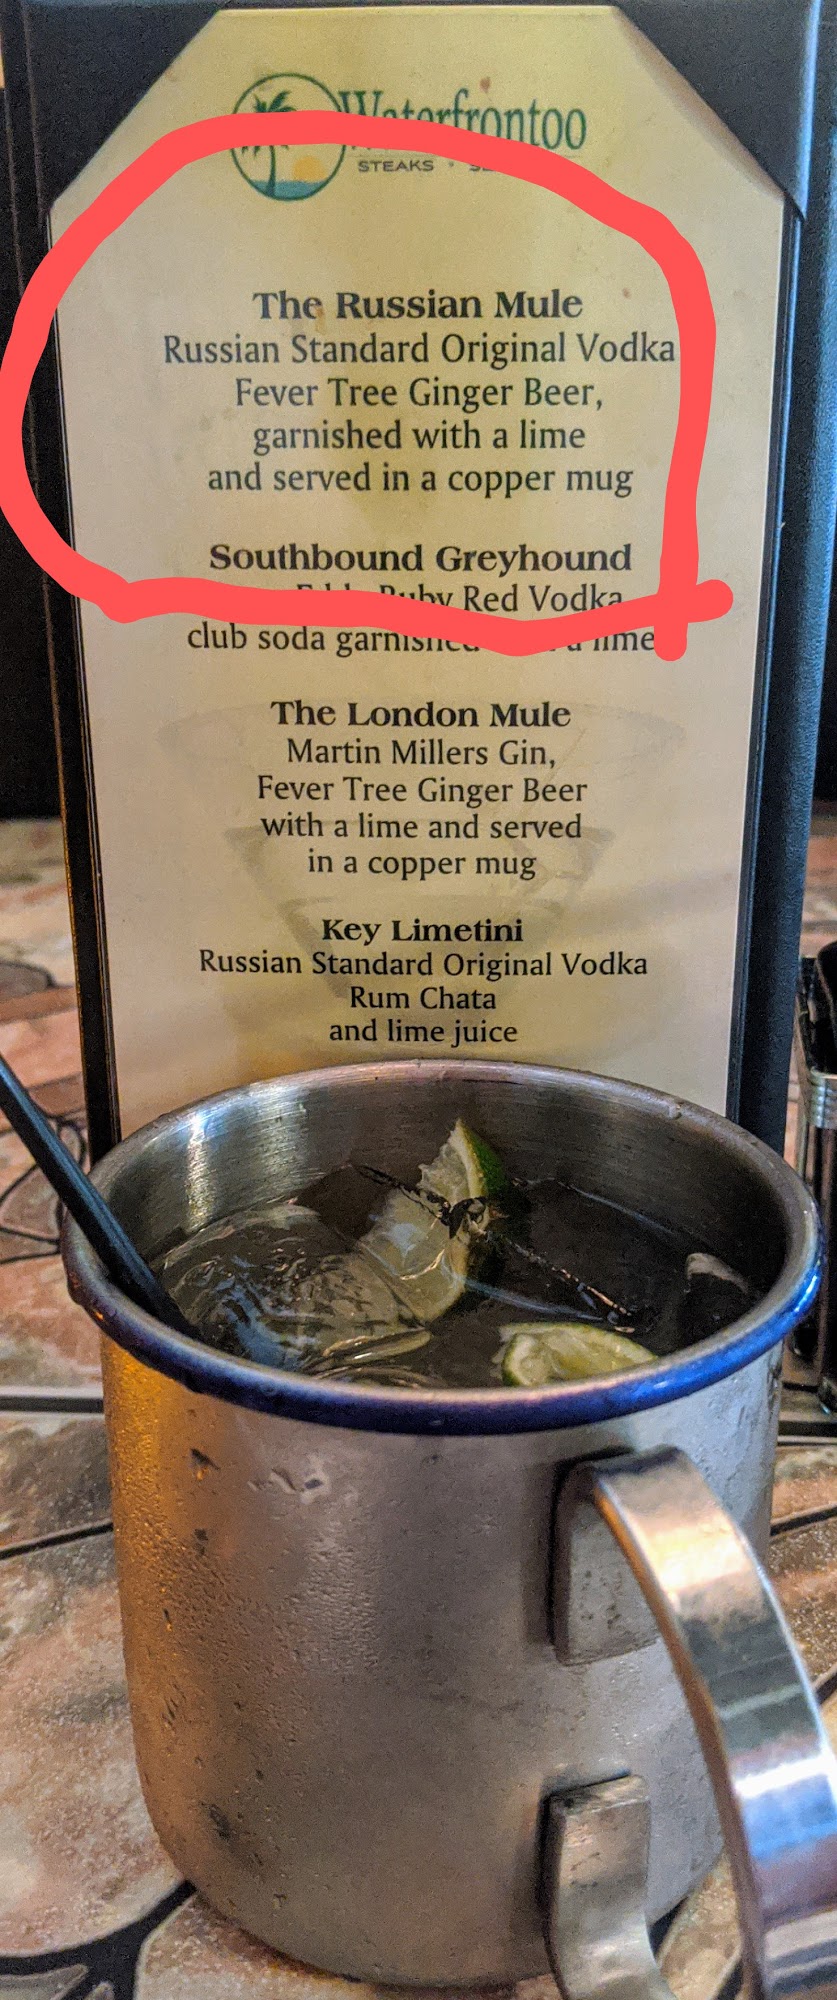 Waterfrontoo
STEAKS
The Russian Mule
Russian Standard Original Vodka
Fever Tree Ginger Beer,
garnished with a lime
and served in a copper mug
Southbound Greyhound
Ruby Red Vodka
club soda garnished a lime
The London Mule
Martin Millers Gin,
Fever Tree Ginger Beer
with a lime and served
in a copper mug
Key Limetini
Russian Standard Original Vodka
Rum Chata
and lime juice